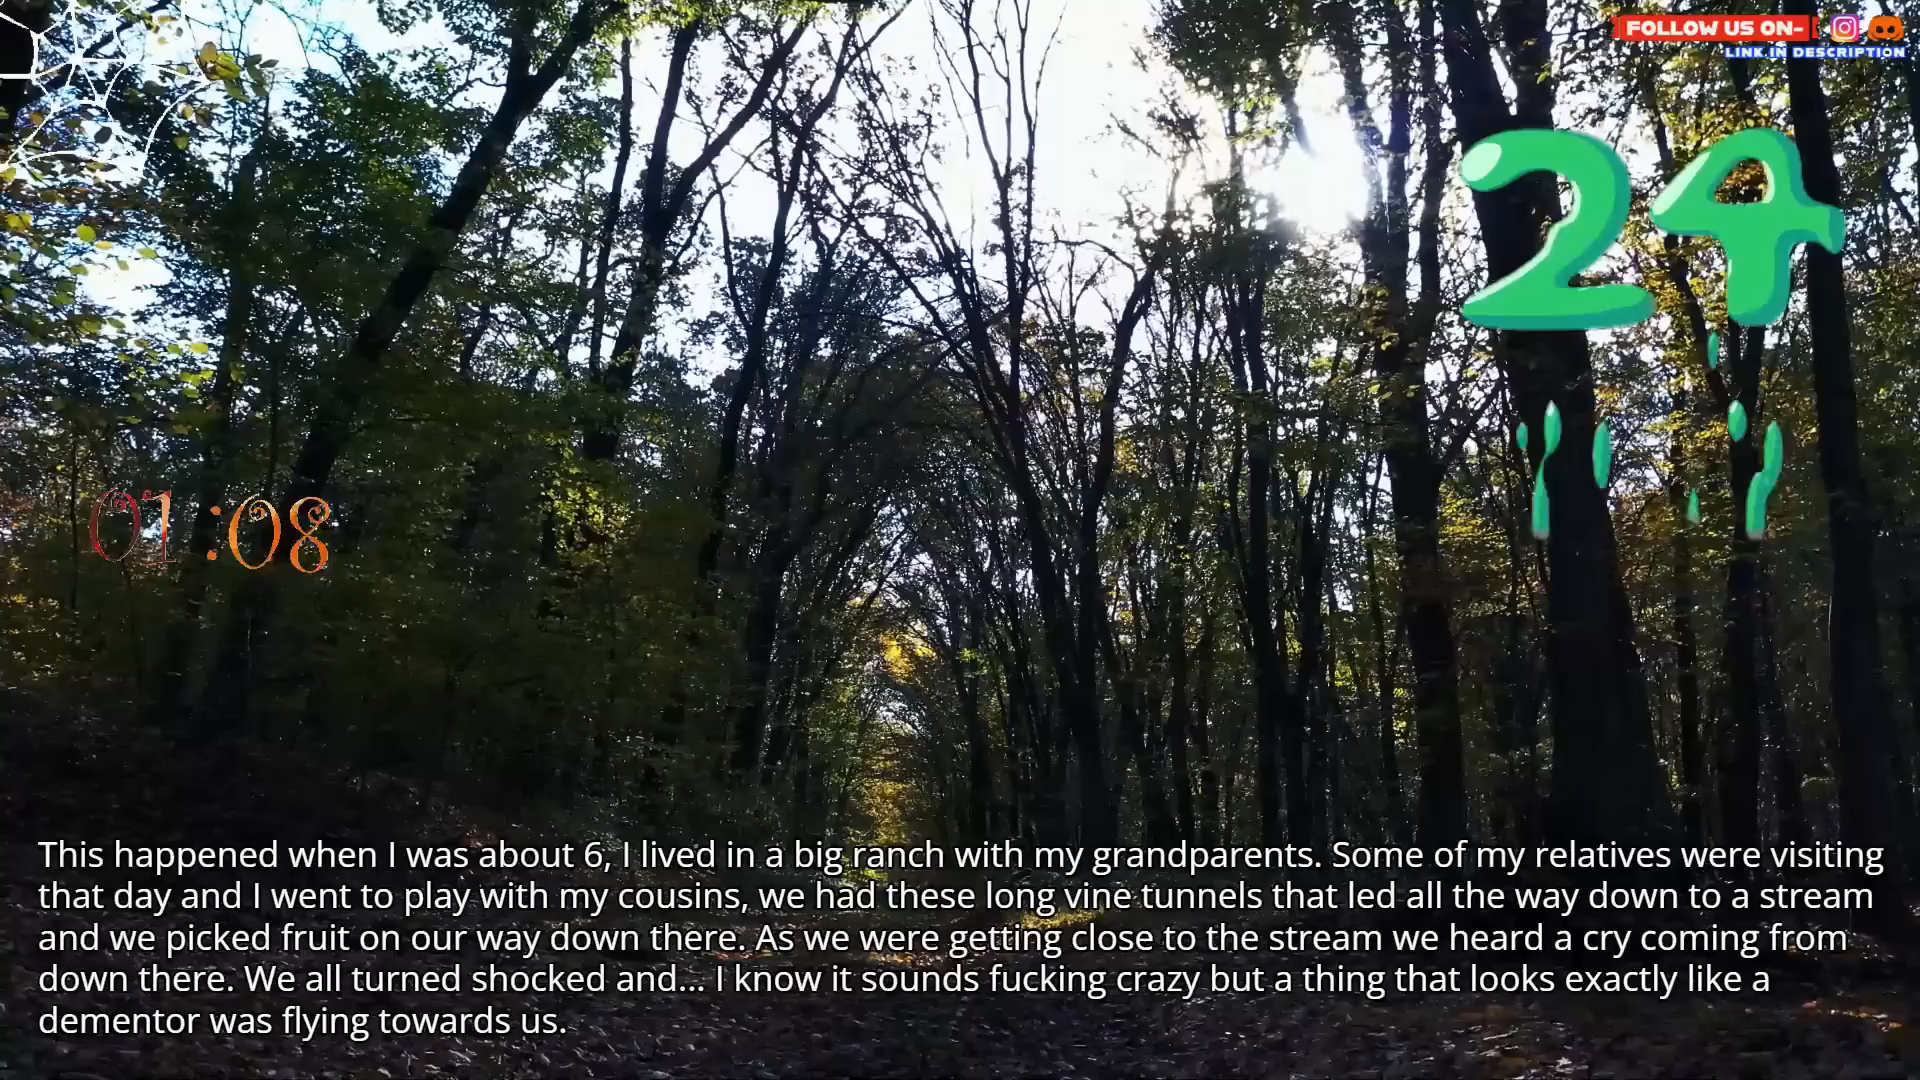 FOLLOW US ON-
LINK IN DESCRIPTION
24
01:08
This happened when I was about 6, I lived in a big ranch with my grandparents. Some of my relatives were visiting
that day and I went to play with my cousins, we had these long vine tunnels that led all the way down to a stream
and we picked fruit on our way down there. As we were getting close to the stream we heard a cry coming from
down there. We all turned shocked and... I know it sounds fucking crazy but a thing that looks exactly like a
dementor was flying towards us.